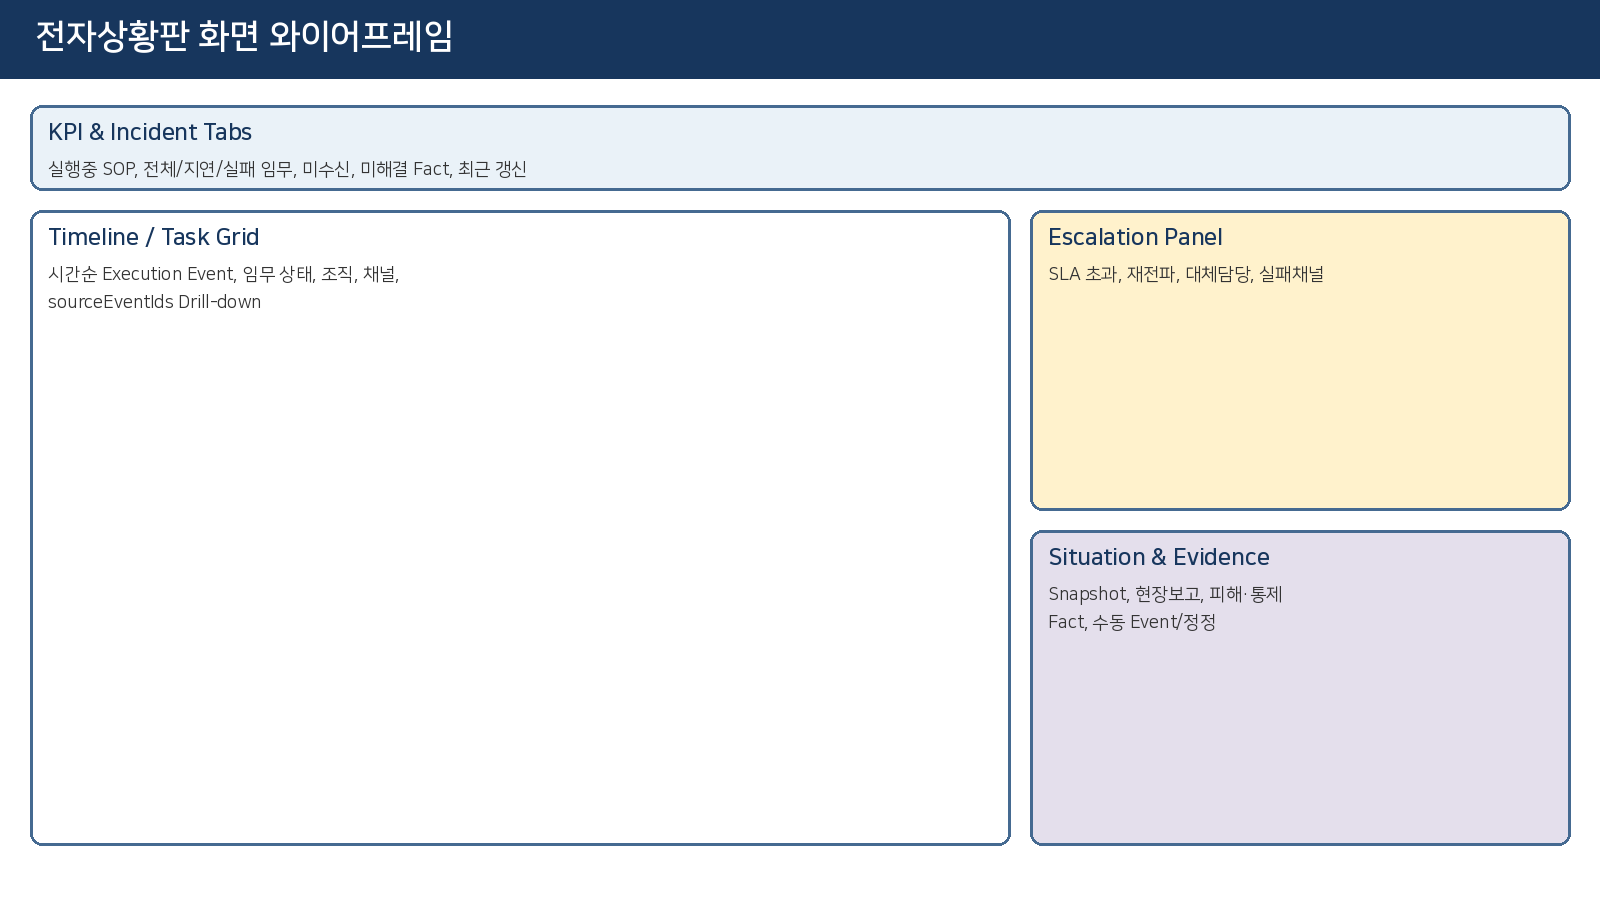 전자상황판 화면 와이어프레임
KPI & Incident Tabs
실행중 SOP, 전체/지연/실패 임무, 미수신, 미해결 Fact, 최근 갱신
Timeline / Task Grid
시간순 Execution Event, 임무 상태, 조직, 채널,
sourceEventIds Drill-down
Escalation Panel
SLA 초과, 재전파, 대체담당, 실패채널
Situation & Evidence
Snapshot, 현장보고, 피해·통제
Fact, 수동 Event/정정